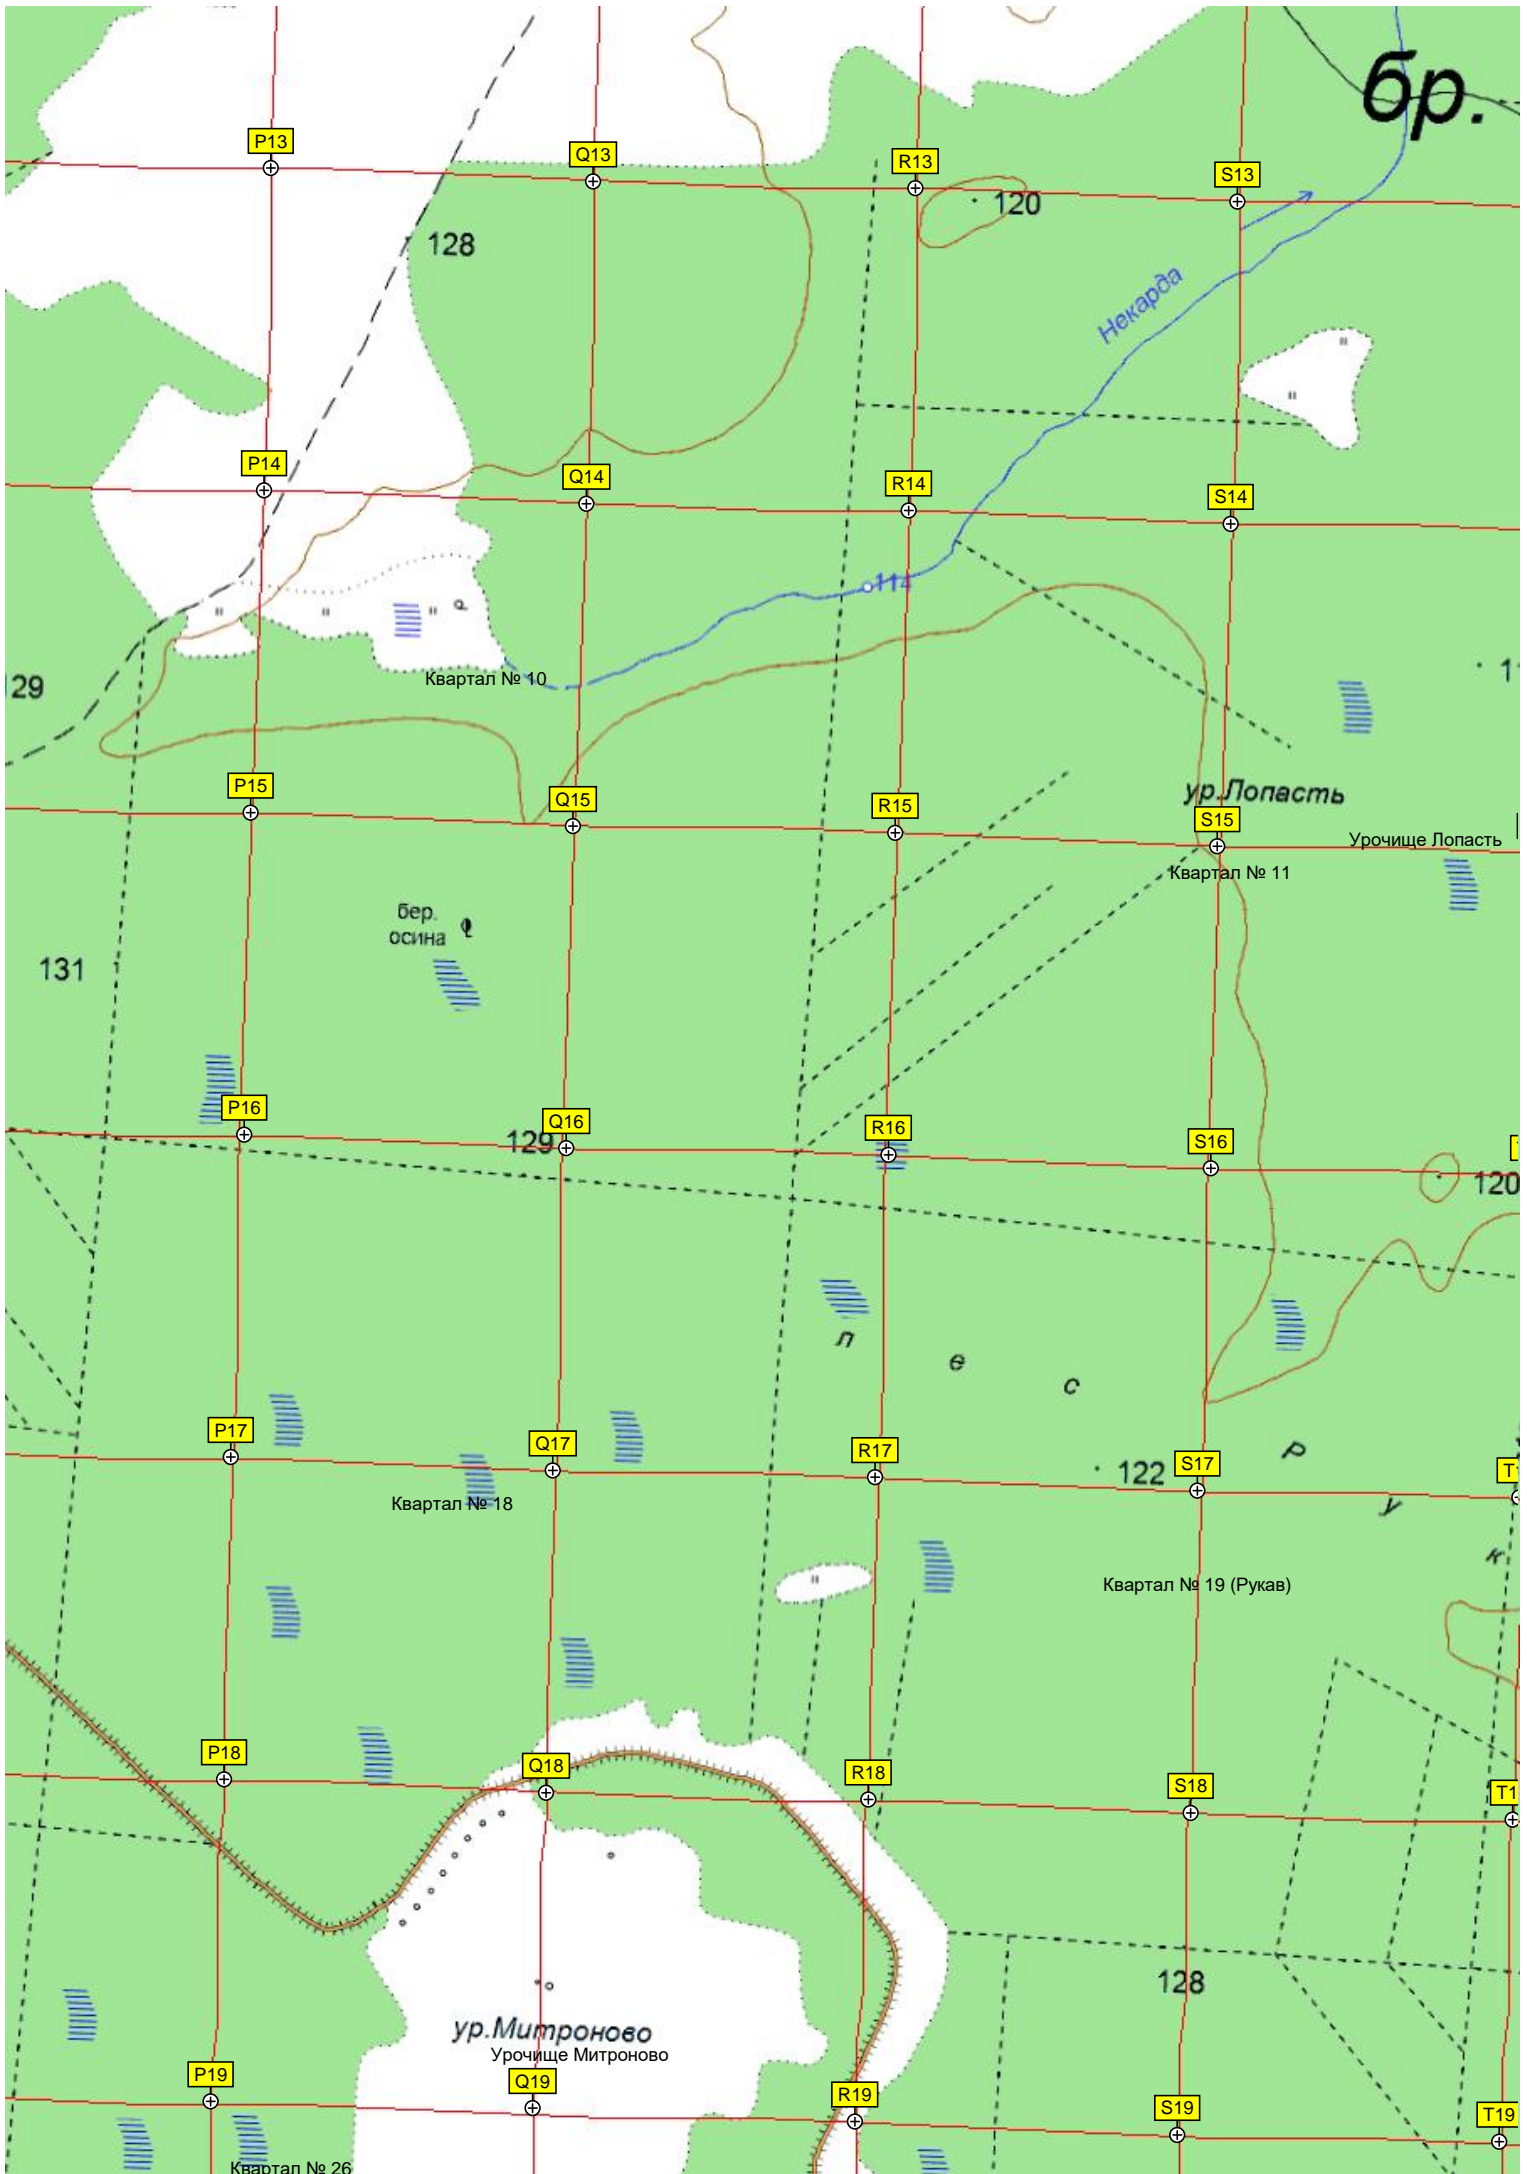 бр.
P13
Q13
R13
S13
120
128
Некарда
P14
Q14
R14
S14
114
Квартал № 10
29
P15
Q15
R15
ур.Лопасть
S15
Урочище Лопасть
Квартал № 11
бер.
осина
131
P16
129
Q16
R16
S16
120
л е с
P17
Q17
R17
122
S17
Р у к
Квартал № 18
Квартал № 19 (Рукав)
P18
Q18
R18
S18
128
ур.Митроново
Урочище Митроново
P19
Q19
R19
S19
T19
Квартал № 26